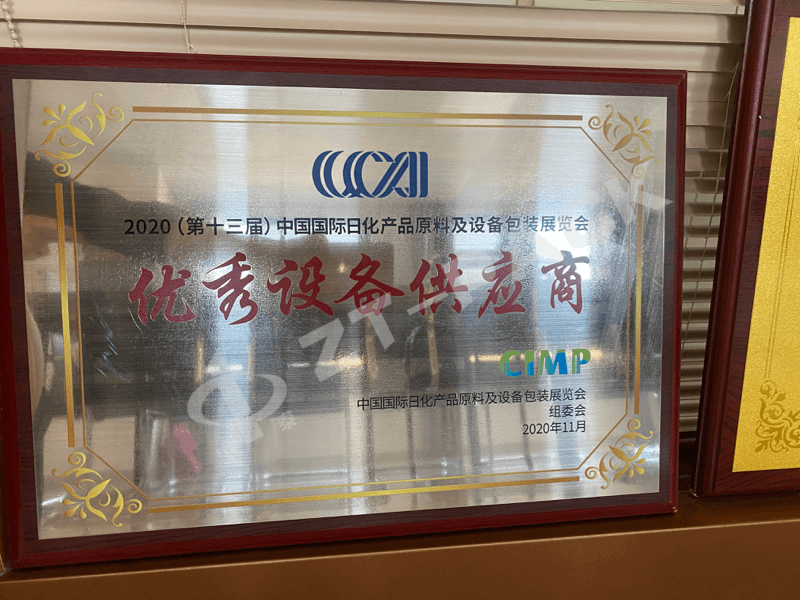 CCAI
2020（第十三届）中国国际日化产品原料及设备包装展览会
优秀设备供应商
CIMP
中国国际日化产品原料及设备包装展览会
组委会
2020年11月